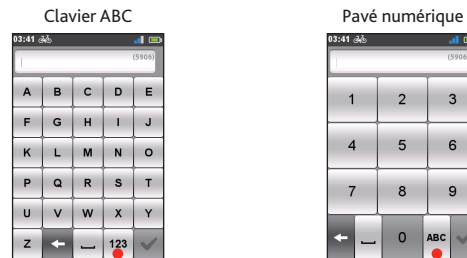 Clavier ABC
03:41
(5906)
A B C D E
F G H I J
K L M N O
P Q R S T
U V W X Y
Z 123
Pavé numérique
03:41
(5906
1 2 3
4 5 6
7 8 9
0 ABC